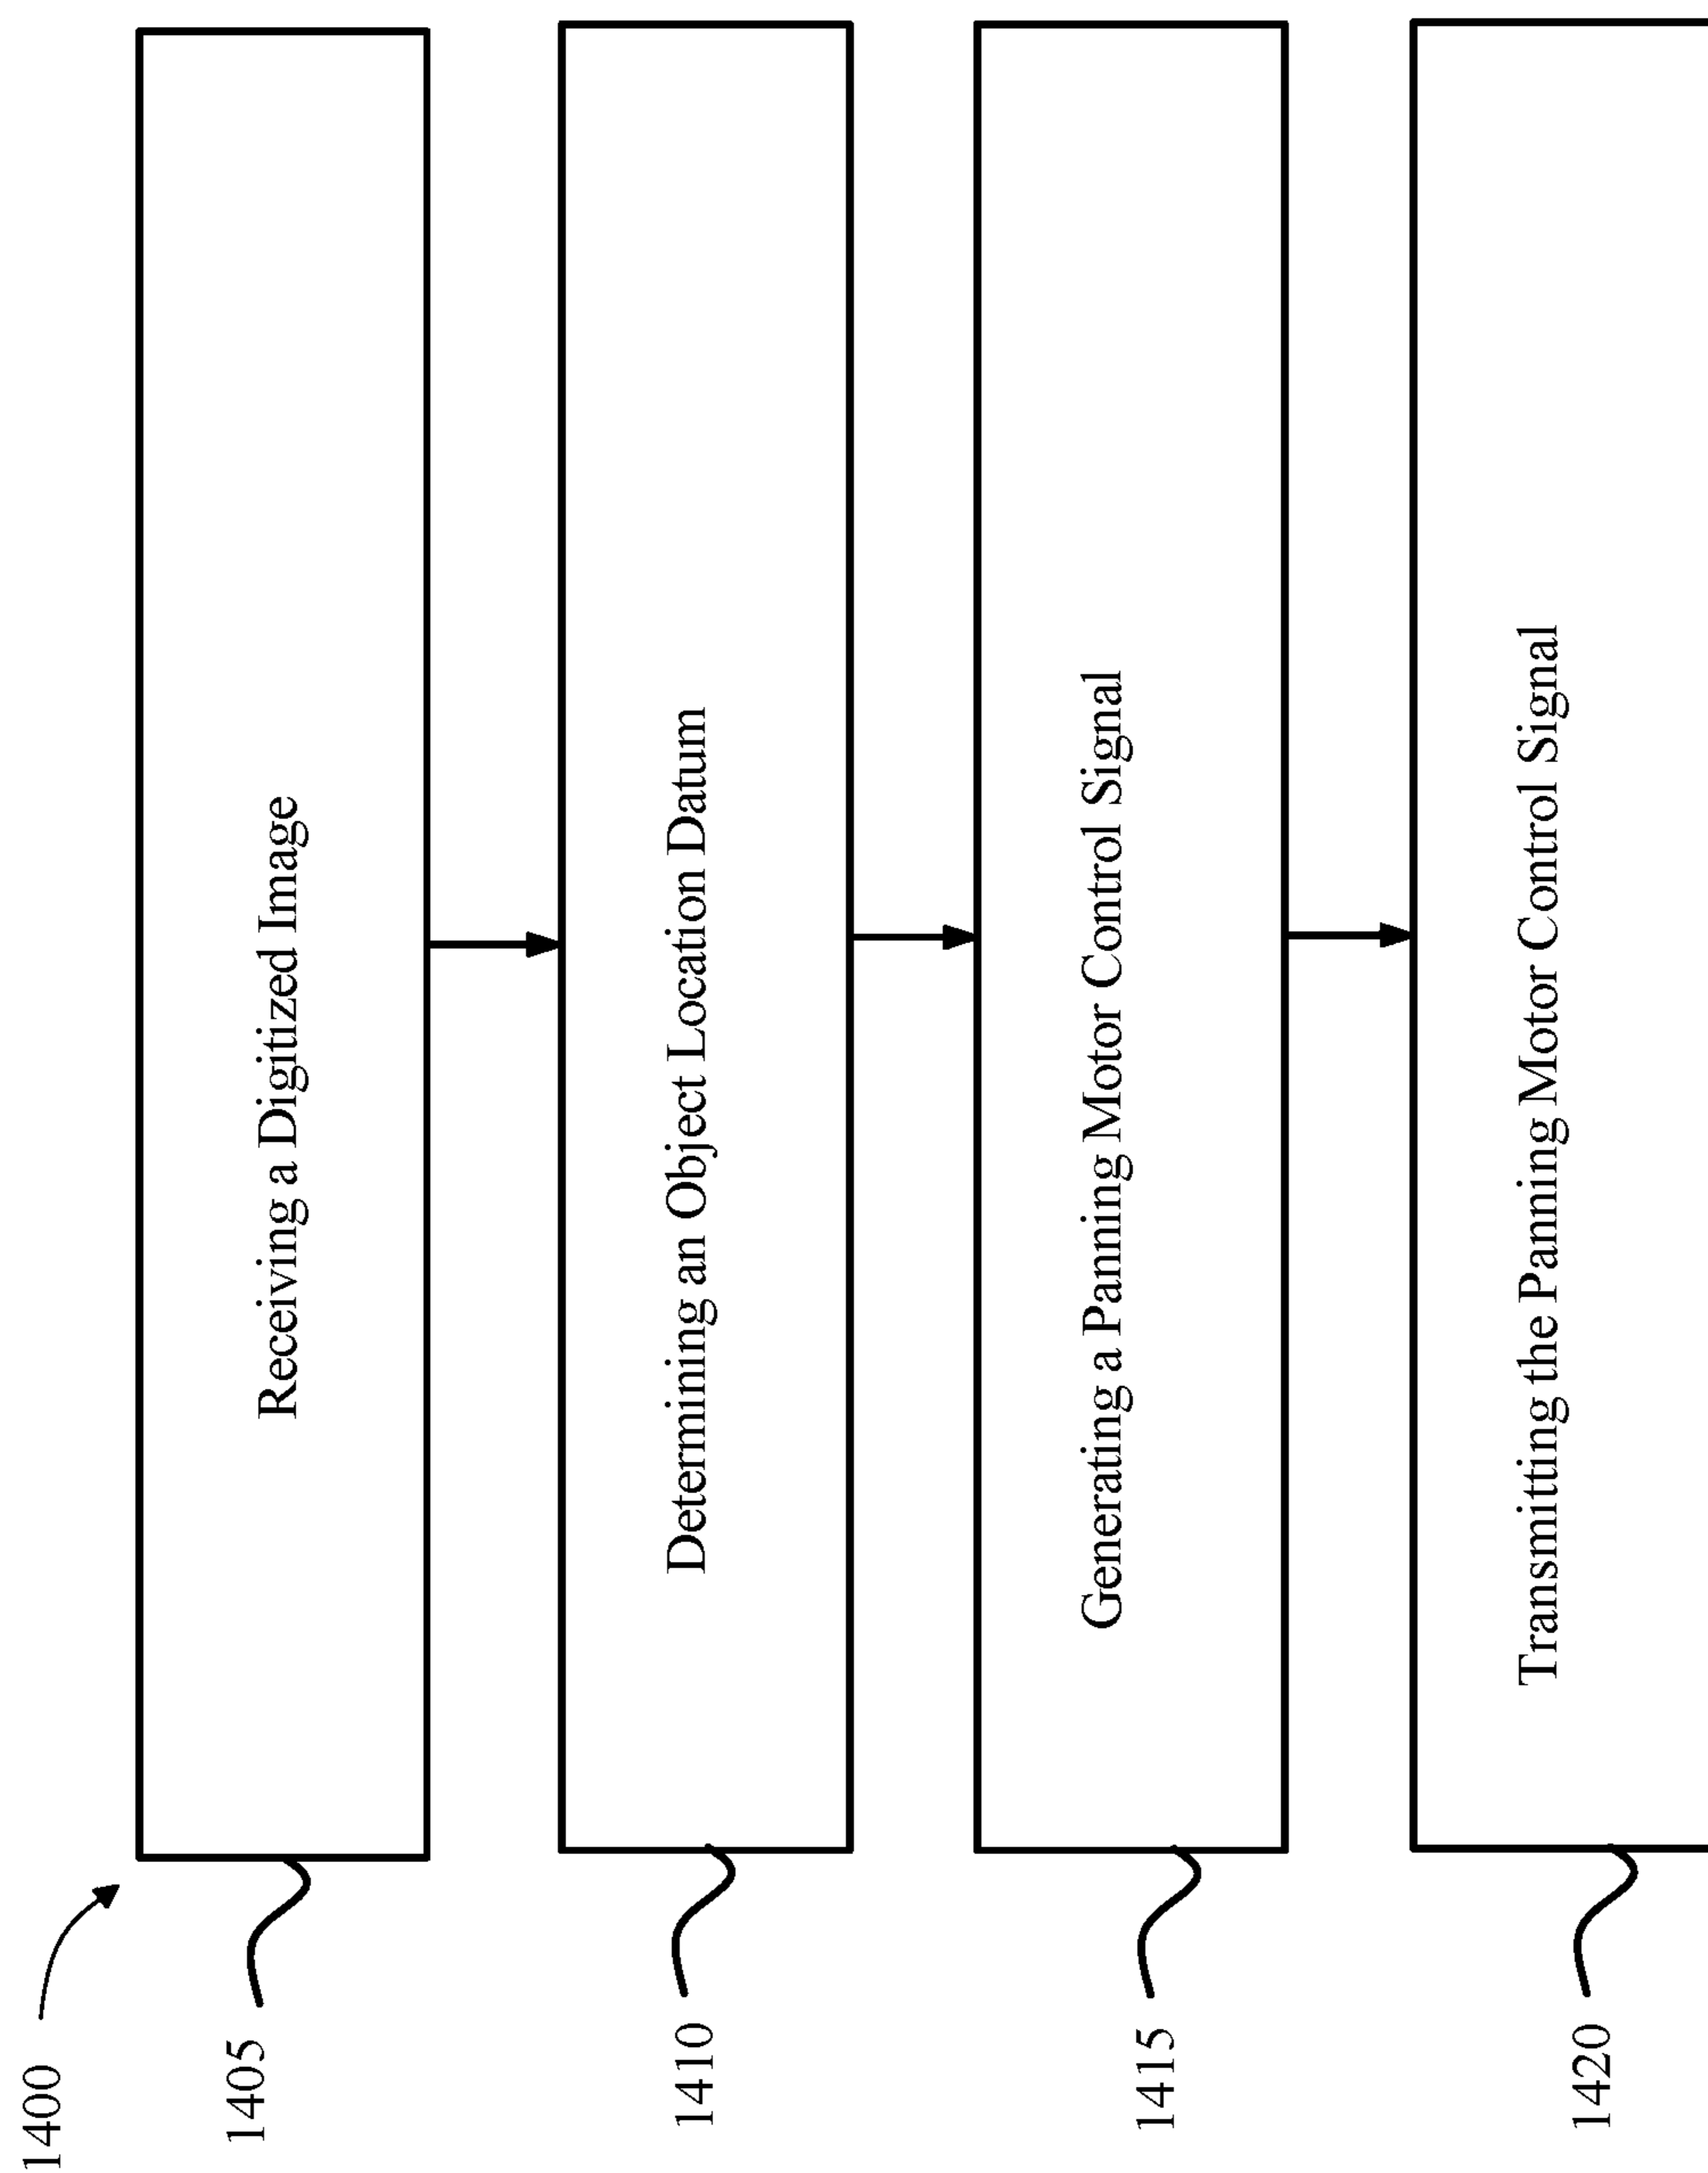 1400
1405
Receiving a Digitized Image
1410
Determining an Object Location Datum
1415
Generating a Panning Motor Control Signal
1420
Transmitting the Panning Motor Control Signal